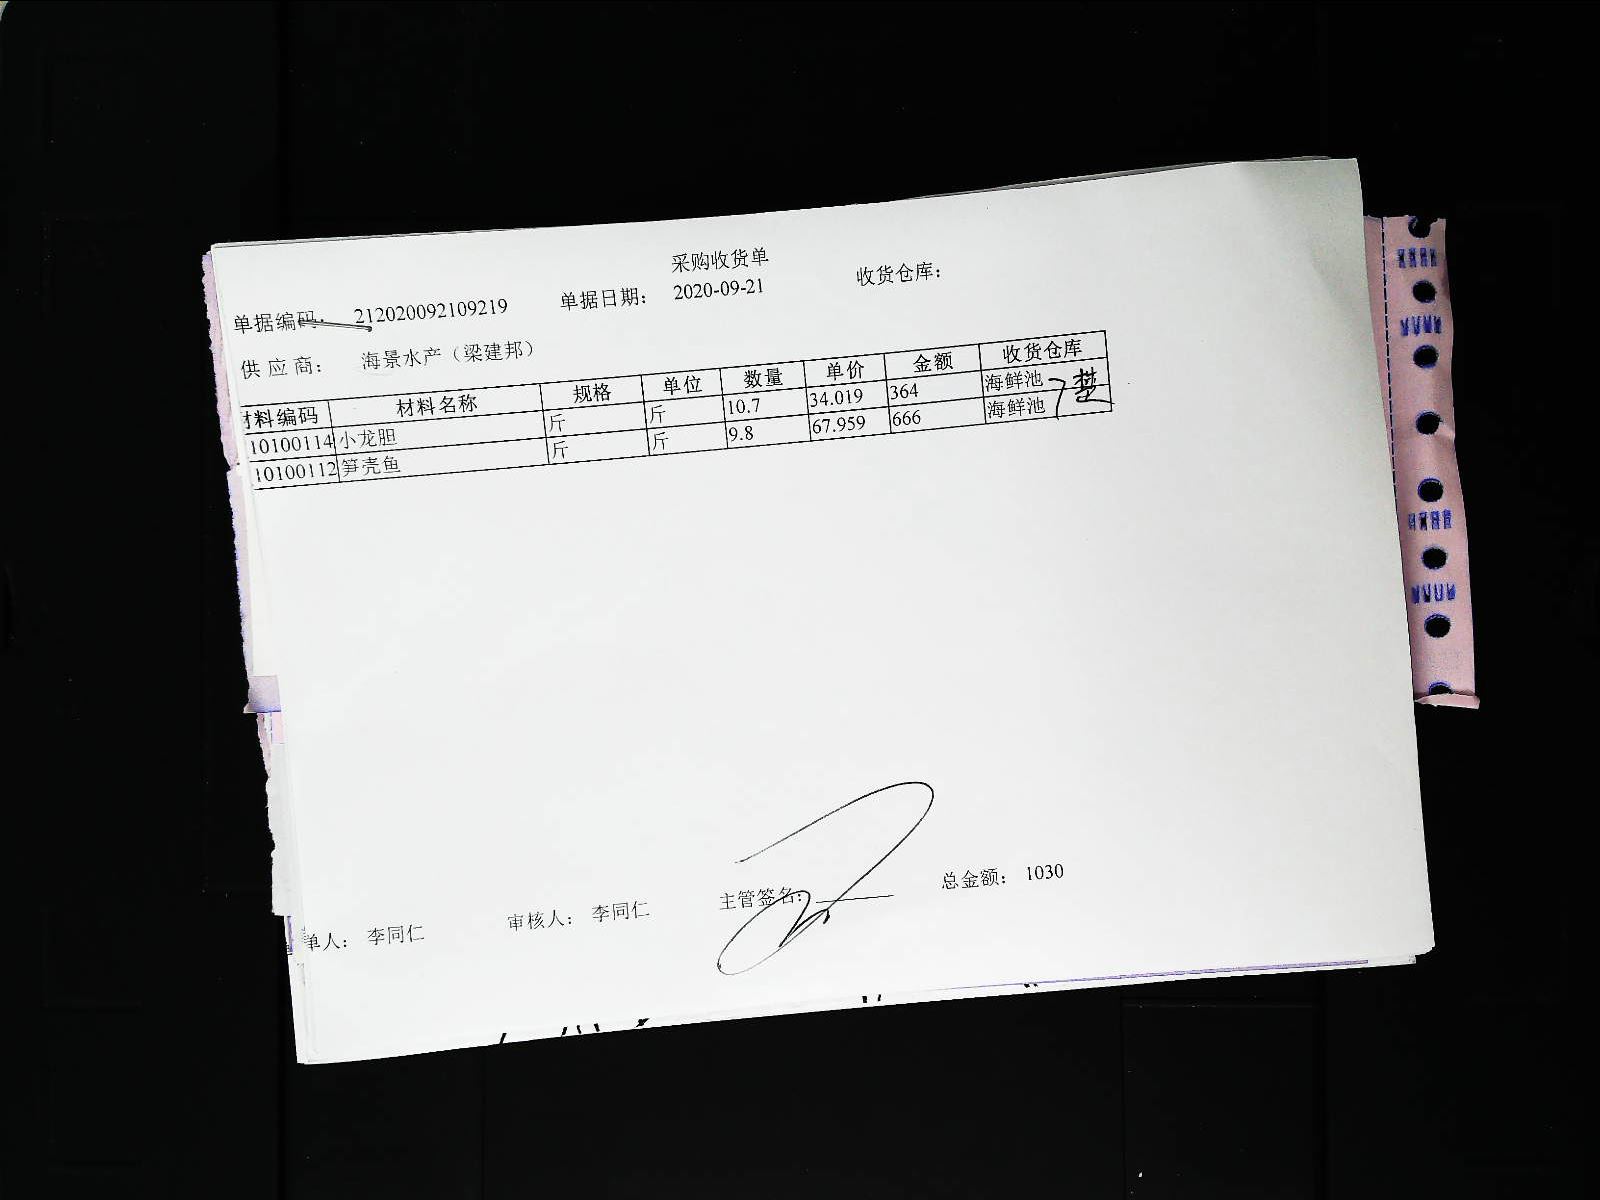 采购收货单
单据编码: 212020092109219 单据日期: 2020-09-21 收货仓库:
供应商: 海景水产（梁建邦）
材料编码 材料名称 规格 单位 数量 单价 金额 收货仓库
10100114 小龙胆 斤 斤 10.7 34.019 364 海鲜池
10100112 笋壳鱼 斤 斤 9.8 67.959 666 海鲜池
单人: 李同仁 审核人: 李同仁 主管签名: 总金额: 1030